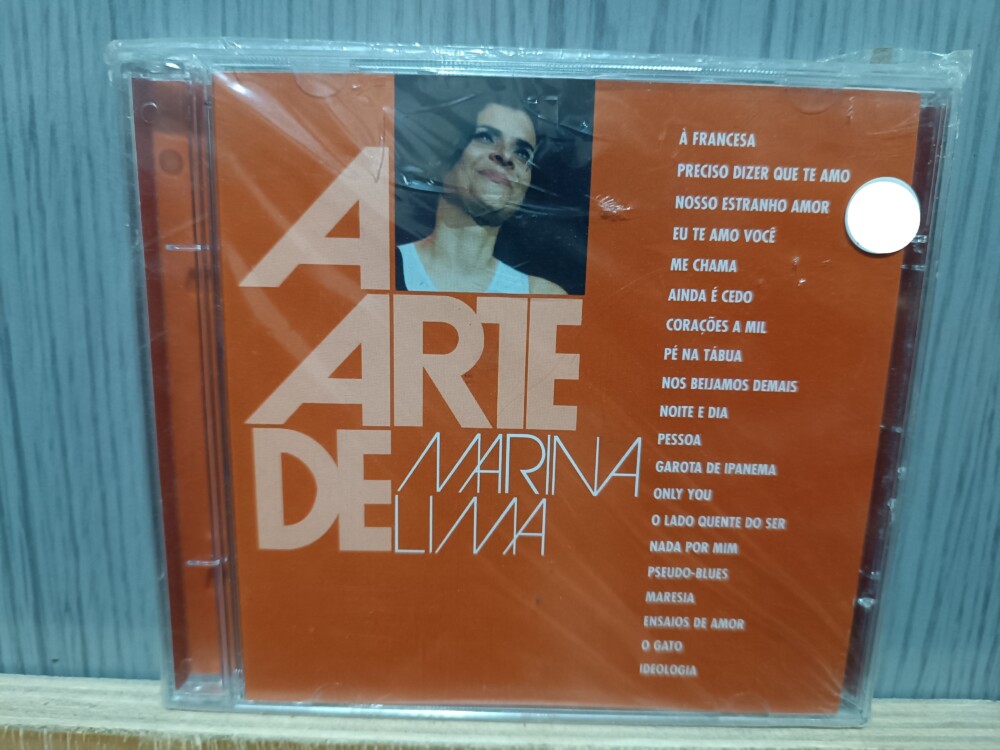 A
ARTE
DE MARINA
LIMA
À FRANCESA
PRECISO DIZER QUE TE AMO
NOSSO ESTRANHO AMOR
EU TE AMO VOCÊ
ME CHAMA
AINDA É CEDO
CORAÇÕES A MIL
PÉ NA TÁBUA
NOS BEIJAMOS DEMAIS
NOITE E DIA
PESSOA
GAROTA DE IPANEMA
ONLY YOU
O LADO QUENTE DO SER
NADA POR MIM
PSEUDO-BLUES
MARESIA
ENSAIOS DE AMOR
O GATO
IDEOLOGIA